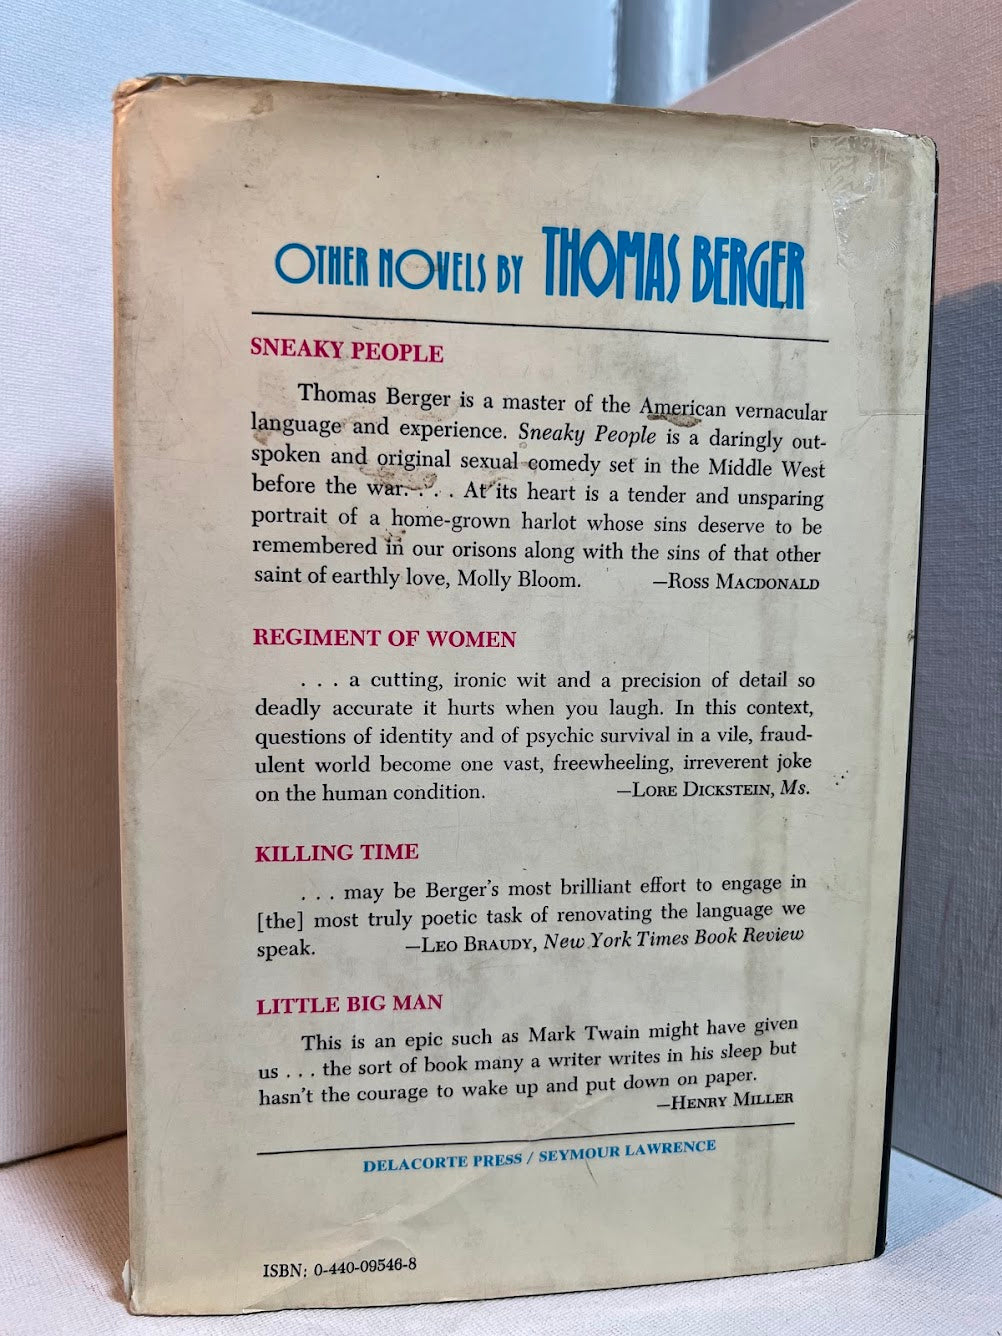 OTHER NOVELS BY THOMAS BERGER
SNEAKY PEOPLE
Thomas Berger is a master of the American vernacular
language and experience. Sneaky People is a daringly out-
spoken and original sexual comedy set in the Middle West
before the war. . . . At its heart is a tender and unsparing
portrait of a home-grown harlot whose sins deserve to be
remembered in our orisons along with the sins of that other
saint of earthly love, Molly Bloom. —ROSS MACDONALD
REGIMENT OF WOMEN
. . . a cutting, ironic wit and a precision of detail so
deadly accurate it hurts when you laugh. In this context,
questions of identity and of psychic survival in a vile, fraud-
ulent world become one vast, freewheeling, irreverent joke
on the human condition. —LORE DICKSTEIN, Ms.
KILLING TIME
. . . may be Berger's most brilliant effort to engage in
[the] most truly poetic task of renovating the language we
speak. —LEO BRAUDY, New York Times Book Review
LITTLE BIG MAN
This is an epic such as Mark Twain might have given
us . . . the sort of book many a writer writes in his sleep but
hasn't the courage to wake up and put down on paper.
—HENRY MILLER
DELACORTE PRESS / SEYMOUR LAWRENCE
ISBN: 0-440-09546-8